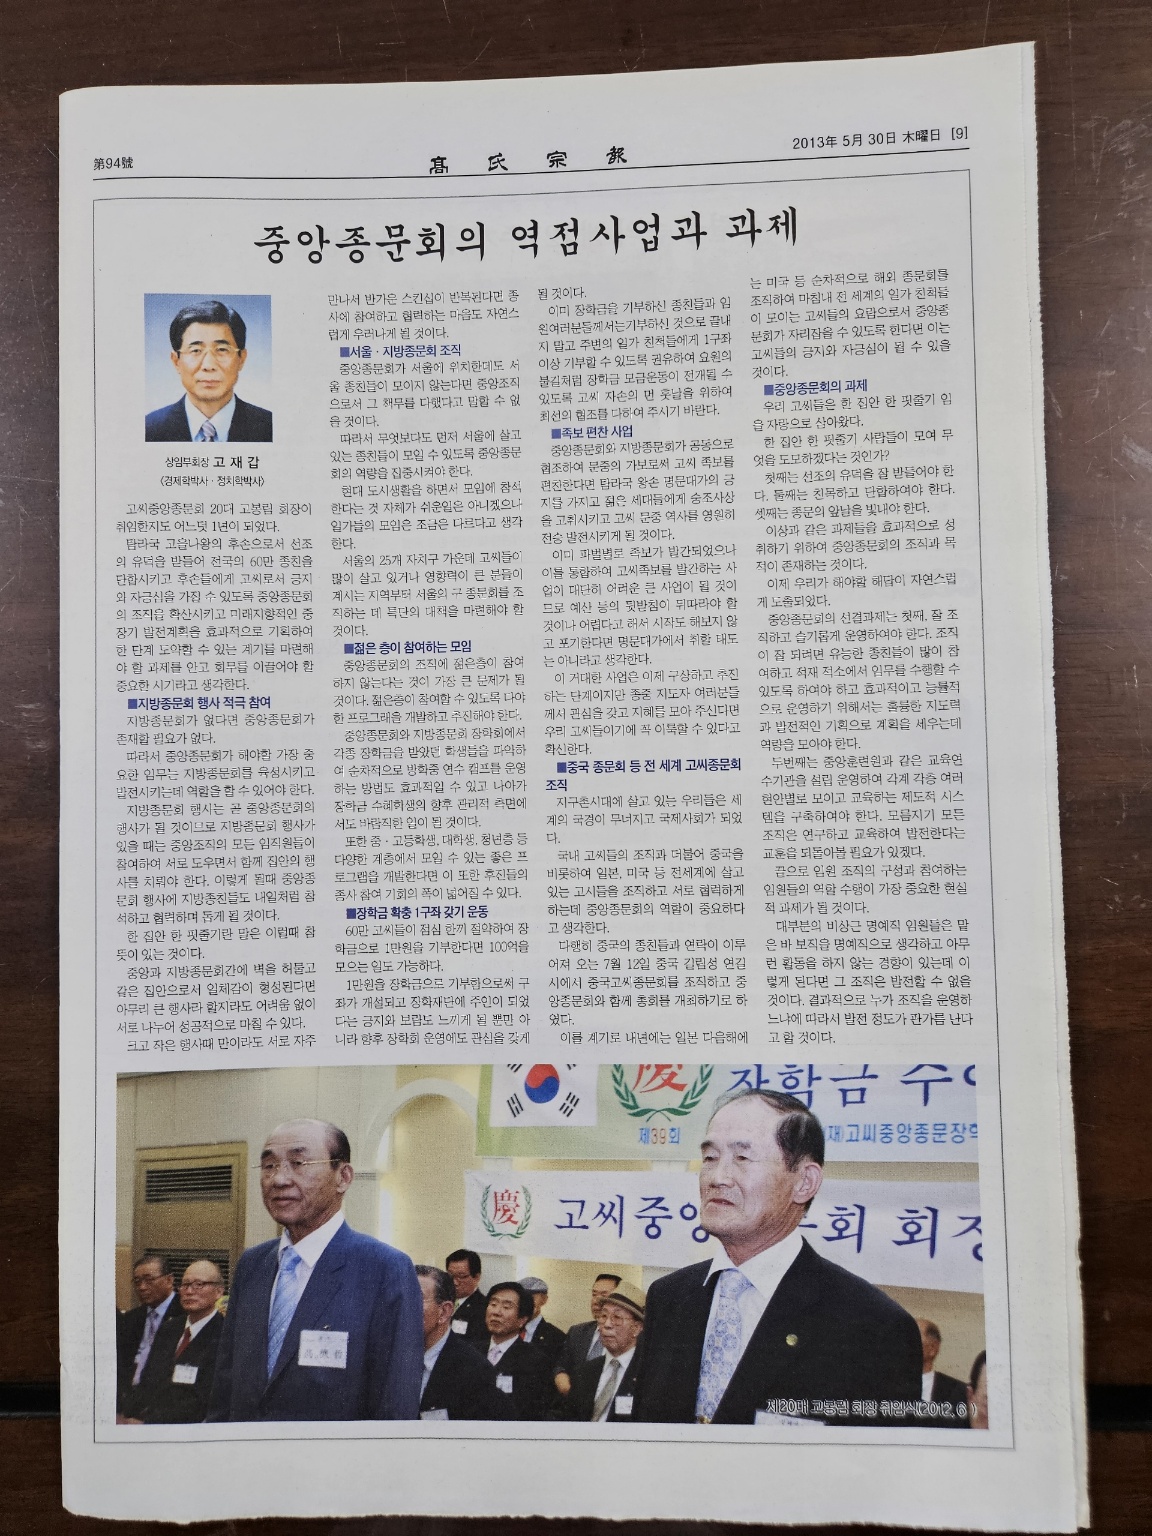 第94號
髙氏宗報
2013年 5月 30日 木曜日 [9]
중앙종문회의 역점사업과 과제
상임부회장 고 재 갑
(경제학박사 · 정치학박사)
고씨중앙종문회 20대 고봉립 회장이
취임한지도 어느덧 1년이 되었다.
탐라국 고을나왕의 후손으로서 선조
의 유덕을 받들어 전국의 60만 종친을
단합시키고 후손들에게 고씨로서 긍지
와 자긍심을 가질 수 있도록 중앙종문회
의 조직을 확산시키고 미래지향적인 중
장기 발전계획을 효과적으로 기획하여
한 단계 도약할 수 있는 계기를 마련해
야 할 과제를 안고 회무를 이끌어야 할
중요한 시기라고 생각한다.
■지방종문회 행사 적극 참여
지방종문회가 없다면 중앙종문회가
존재할 필요가 없다.
따라서 중앙종문회가 해야할 가장 중
요한 임무는 지방종문회를 육성시키고
발전시키는데 역할을 할 수 있어야 한다.
지방종문회 행사는 곧 중앙종문회의
행사가 될 것이므로 지방종문회 행사가
있을 때는 중앙조직의 모든 임직원들이
참여하여 서로 도우면서 함께 집안의 행
사를 치뤄야 한다. 이렇게 될때 중앙종
문회 행사에 지방종친들도 내일처럼 참
석하고 협력하며 돕게 될 것이다.
한 집안 한 핏줄기란 말은 이럴때 참
뜻이 있는 것이다.
중앙과 지방종문회간에 벽을 허물고
같은 집안으로서 일체감이 형성된다면
아무리 큰 행사라 할지라도 어려움 없이
서로 나누어 성공적으로 마칠 수 있다.
크고 작은 행사때 만이라도 서로 자주
만나서 반가운 스킨십이 반복된다면 종
사에 참여하고 협력하는 마음도 자연스
럽게 우러나게 될 것이다.
■서울 · 지방종문회 조직
중앙종문회가 서울에 위치한데도 서
울 종친들이 모이지 않는다면 중앙조직
으로서 그 책무를 다했다고 말할 수 없
을 것이다.
따라서 무엇보다도 먼저 서울에 살고
있는 종친들이 모일 수 있도록 중앙종문
회의 역량을 집중시켜야 한다.
현대 도시생활을 하면서 모임에 참석
한다는 것 자체가 쉬운일은 아니겠으나
일가들의 모임은 조금은 다르다고 생각
한다.
서울의 25개 자치구 가운데 고씨들이
많이 살고 있거나 영향력이 큰 분들이
계시는 지역부터 서울의 구 종문회를 조
직하는 데 특단의 대책을 마련해야 할
것이다.
■젊은 층이 참여하는 모임
중앙종문회의 조직에 젊은층이 참여
하지 않는다는 것이 가장 큰 문제가 될
것이다. 젊은층이 참여할 수 있도록 다양
한 프로그램을 개발하고 추진해야 한다.
중앙종문회와 지방종문회 장학회에서
각종 장학금을 받았던 학생들을 파악하
여 순차적으로 방학중 연수 캠프를 운영
하는 방법도 효과적일 수 있고 나아가
장학금 수혜학생의 향후 관리적 측면에
서도 바람직한 일이 될 것이다.
또한 중 · 고등학생, 대학생, 청년층 등
다양한 계층에서 모일 수 있는 좋은 프
로그램을 개발한다면 이 또한 후진들의
종사 참여 기회의 폭이 넓어질 수 있다.
■장학금 확충 1구좌 갖기 운동
60만 고씨들이 점심 한끼 절약하여 장
학금으로 1만원을 기부한다면 100억을
모으는 일도 가능하다.
1만원을 장학금으로 기부함으로써 구
좌가 개설되고 장학재단에 주인이 되었
다는 긍지와 보람도 느끼게 될 뿐만 아
니라 향후 장학회 운영에도 관심을 갖게
될 것이다.
이미 장학금을 기부하신 종친들과 임
원여러분들께서는기부하신 것으로 끝내
지 말고 주변의 일가 친척들에게 1구좌
이상 기부할 수 있도록 권유하여 요원의
불길처럼 장학금 모금운동이 전개될 수
있도록 고씨 자손의 먼 훗날을 위하여
최선의 협조를 다하여 주시기 바란다.
■족보 편찬 사업
중앙종문회와 지방종문회가 공동으로
협조하여 문중의 가보로써 고씨 족보를
편찬한다면 탐라국 왕손 명문대가의 긍
지를 가지고 젊은 세대들에게 숭조사상
을 고취시키고 고씨 문중 역사를 영원히
전승 발전시키게 될 것이다.
이미 파벌별로 족보가 발간되었으나
이를 통합하여 고씨족보를 발간하는 사
업이 대단히 어려운 큰 사업이 될 것이
므로 예산 등의 뒷받침이 뒤따라야 할
것이나 어렵다고 해서 시작도 해보지 않
고 포기한다면 명문대가에서 취할 태도
는 아니라고 생각한다.
이 거대한 사업은 이제 구상하고 추진
하는 단계이지만 종중 지도자 여러분들
께서 관심을 갖고 지혜를 모아 주신다면
우리 고씨들이기에 꼭 이룩할 수 있다고
확신한다.
■중국 종문회 등 전 세계 고씨종문회
조직
지구촌시대에 살고 있는 우리들은 세
계의 국경이 무너지고 국제사회가 되었
다.
국내 고씨들의 조직과 더불어 중국을
비롯하여 일본, 미국 등 전세계에 살고
있는 고시들을 조직하고 서로 협력하게
하는데 중앙종문회의 역할이 중요하다
고 생각한다.
다행히 중국의 종친들과 연락이 이루
어져 오는 7월 12일 중국 길림성 연길
시에서 중국고씨종문회를 조직하고 중
앙종문회와 함께 총회를 개최하기로 하
였다.
이를 계기로 내년에는 일본 다음해에
는 미국 등 순차적으로 해외 종문회를
조직하여 마침내 전 세계의 일가 친척들
이 모이는 고씨들의 요람으로서 중앙종
문회가 자리잡을 수 있도록 한다면 이는
고씨들의 긍지와 자긍심이 될 수 있을
것이다.
■중앙종문회의 과제
우리 고씨들은 한 집안 한 핏줄기 임
을 자랑으로 삼아왔다.
한 집안 한 핏줄기 사람들이 모여 무
엇을 도모하겠다는 것인가?
첫째는 선조의 유덕을 잘 받들어야 한
다. 둘째는 친목하고 단합하여야 한다.
셋째는 종문의 앞날을 빛내야 한다.
이상과 같은 과제들을 효과적으로 성
취하기 위하여 중앙종문회의 조직과 목
적이 존재하는 것이다.
이제 우리가 해야할 해답이 자연스럽
게 도출되었다.
중앙종문회의 선결과제는 첫째, 잘 조
직하고 슬기롭게 운영하여야 한다. 조직
이 잘 되려면 유능한 종친들이 많이 참
여하고 적재 적소에서 임무를 수행할 수
있도록 하여야 하고 효과적이고 능률적
으로 운영하기 위해서는 훌륭한 지도력
과 발전적인 기획으로 계획을 세우는데
역량을 모아야 한다.
두번째는 중앙훈련원과 같은 교육연
수기관을 설립 운영하여 각계 각층 여러
현안별로 모이고 교육하는 제도적 시스
템을 구축하여야 한다. 모름지기 모든
조직은 연구하고 교육하여 발전한다는
교훈을 되돌아볼 필요가 있겠다.
끝으로 임원 조직의 구성과 참여하는
임원들의 역할 수행이 가장 중요한 현실
적 과제가 될 것이다.
대부분의 비상근 명예직 임원들은 맡
은 바 보직을 명예직으로 생각하고 아무
런 활동을 하지 않는 경향이 있는데 이
렇게 된다면 그 조직은 발전할 수 없을
것이다. 결과적으로 누가 조직을 운영하
느냐에 따라서 발전 정도가 판가름 난다
고 할 것이다.
慶 장학금 수
제39회
재)고씨중앙종문장학
慶 고씨중앙 회 회장
제20대 고봉립 회장 취임식(2012. 6 )